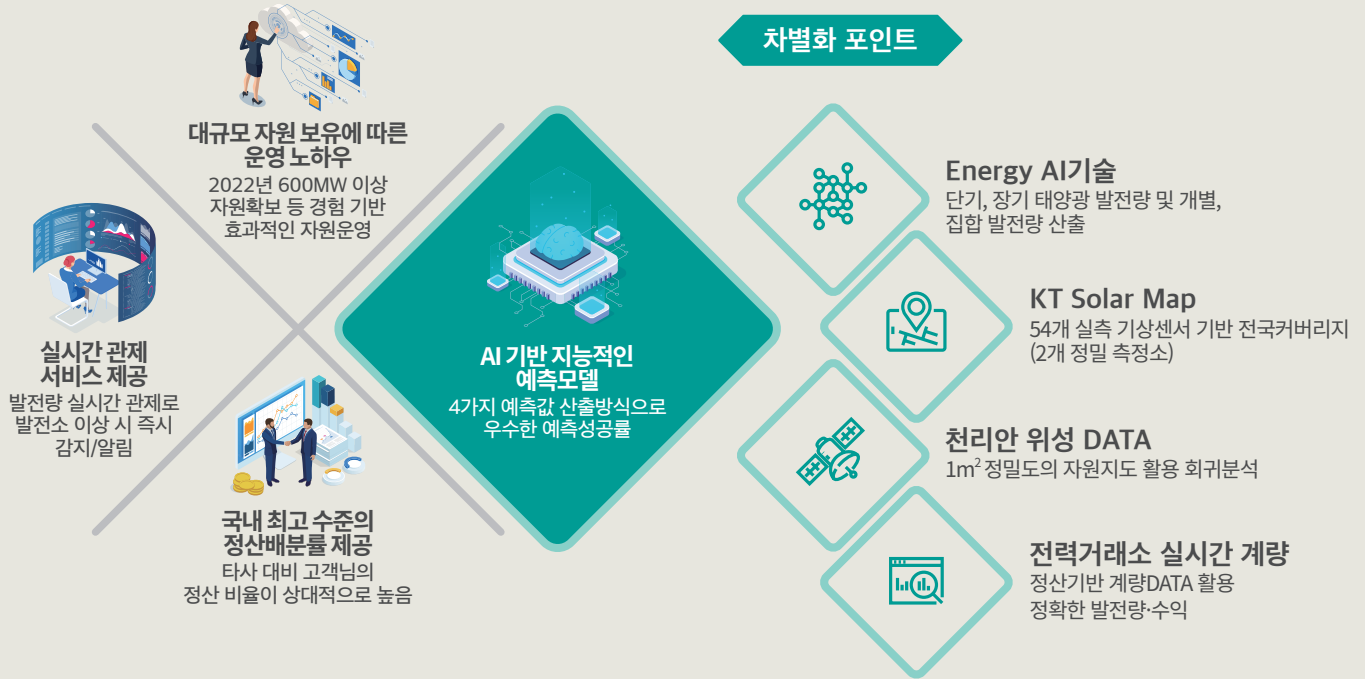 차별화 포인트
대규모 자원 보유에 따른
운영 노하우
2022년 600MW 이상
자원확보 등 경험 기반
효과적인 자원운영
실시간 관제
서비스 제공
발전량 실시간 관제로
발전소 이상 시 즉시
감지/알림
국내 최고 수준의
정산배분률 제공
타사 대비 고객님의
정산 비율이 상대적으로 높음
AI 기반 지능적인
예측모델
4가지 예측값 산출방식으로
우수한 예측성공률
Energy AI기술
단기, 장기 태양광 발전량 및 개별,
집합 발전량 산출
KT Solar Map
54개 실측 기상센서 기반 전국커버리지
(2개 정밀 측정소)
천리안 위성 DATA
1m² 정밀도의 자원지도 활용 회귀분석
전력거래소 실시간 계량
정산기반 계량DATA 활용
정확한 발전량·수익